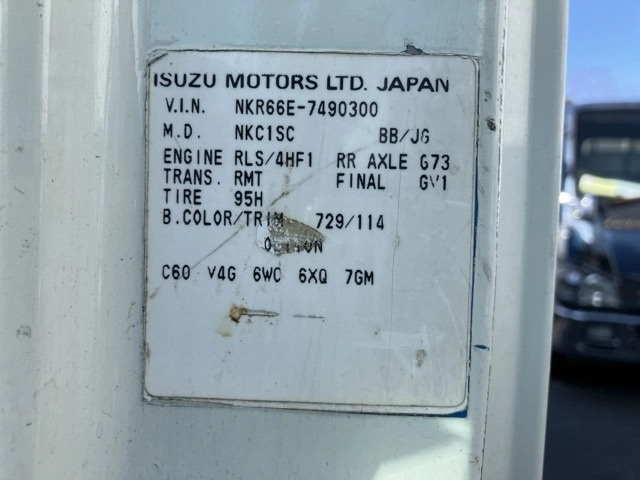 ISUZU MOTORS LTD. JAPAN
V.I.N. NKR66E-7490300
M.D. NKC1SC BB/JG
ENGINE RLS/4HF1 RR AXLE G73
TRANS. RMT FINAL GV1
TIRE 95H
B.COLOR/TRIM 729/114
OPTION
C60 V4G 6WC 6XQ 7GM